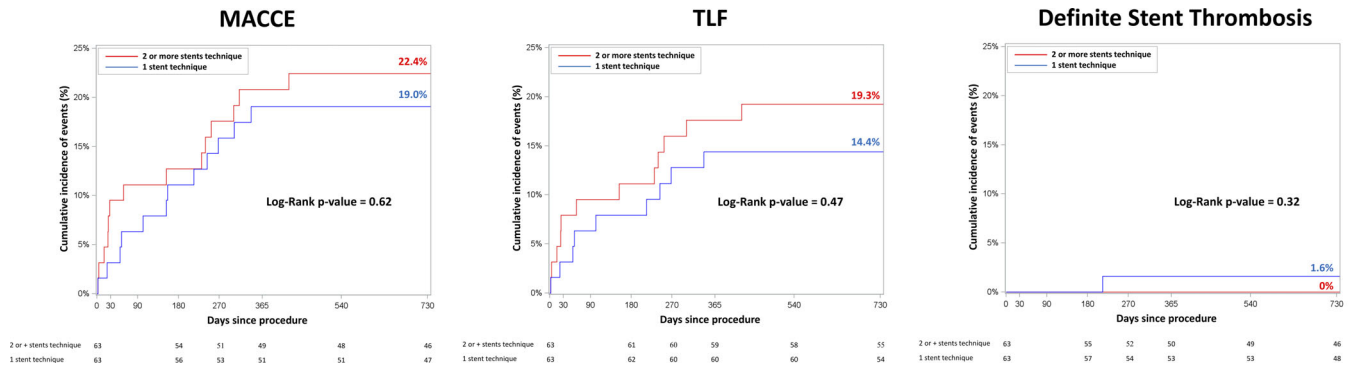 MACCE
25%
20%
15%
10%
5%
0%
Cumulative incidence of events (%)
2 or more stents technique
1 stent technique
22.4%
19.0%
Log-Rank p-value = 0.62
0 30 90 180 270 365 540 730
Days since procedure
2 or + stents technique 63 54 51 49 48 46
1 stent technique 63 56 53 51 51 47
TLF
25%
20%
15%
10%
5%
0%
Cumulative incidence of events (%)
2 or more stents technique
1 stent technique
19.3%
14.4%
Log-Rank p-value = 0.47
0 30 90 180 270 365 540 730
Days since procedure
2 or + stents technique 63 61 60 59 58 55
1 stent technique 63 62 60 60 60 54
Definite Stent Thrombosis
25%
20%
15%
10%
5%
0%
Cumulative incidence of events (%)
2 or more stents technique
1 stent technique
Log-Rank p-value = 0.32
1.6%
0%
0 30 90 180 270 365 540 730
Days since procedure
2 or + stents technique 63 55 52 50 49 46
1 stent technique 63 57 54 53 53 48